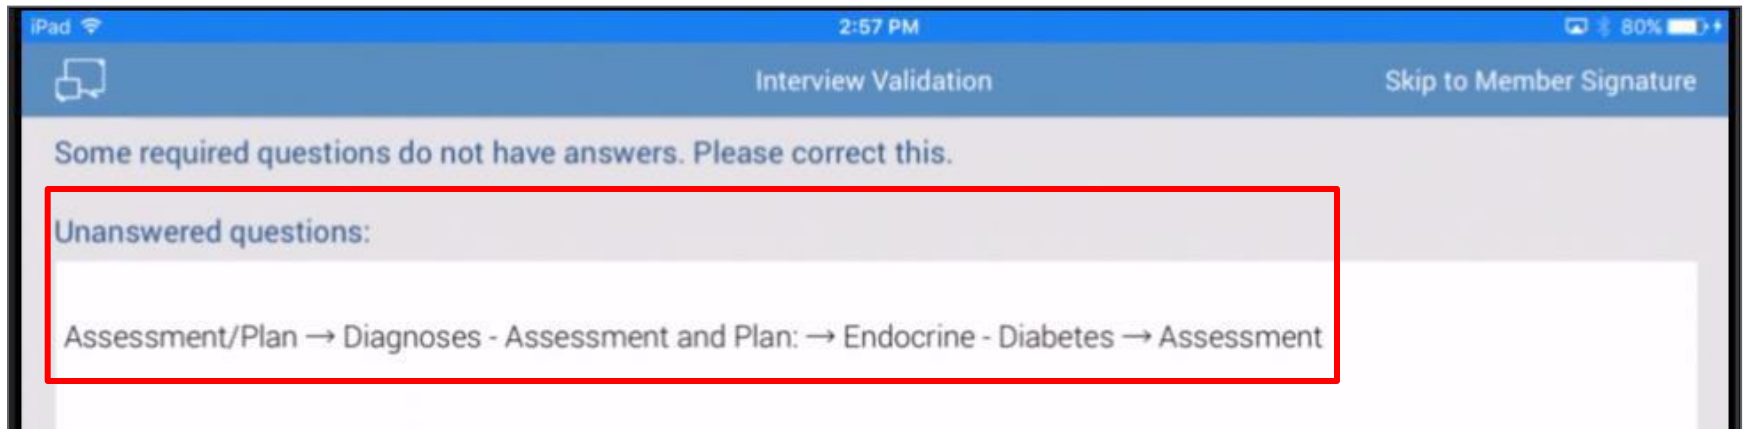 iPad 2:57 PM 80%
Interview Validation Skip to Member Signature
Some required questions do not have answers. Please correct this.
Unanswered questions:
Assessment/Plan → Diagnoses - Assessment and Plan: → Endocrine - Diabetes → Assessment